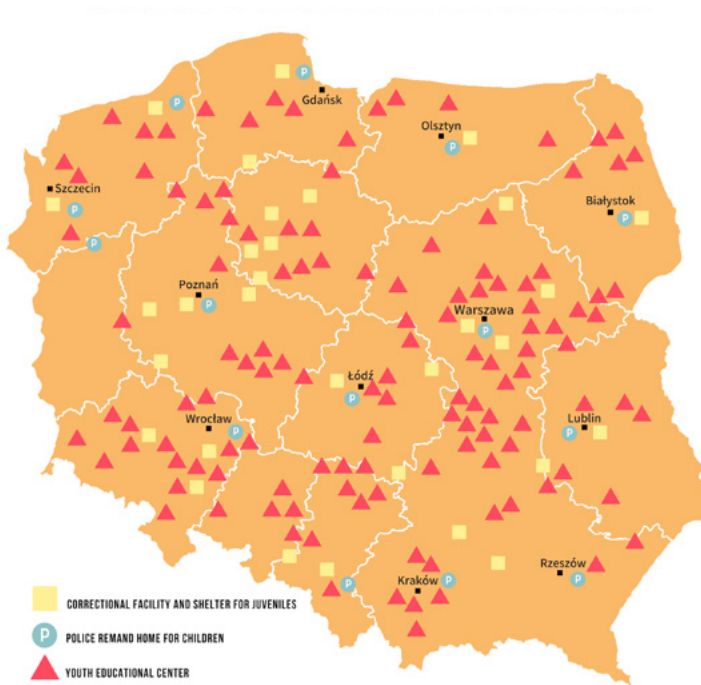 P
Gdańsk
P
Olsztyn
P
Szczecin
P
Białystok
P
P
Poznań
P
Warszawa
P
Łódź
P
Wrocław
P
Lublin
P
Rzeszów
P
Kraków
P
P
CORRECTIONAL FACILITY AND SHELTER FOR JUVENILES
P POLICE REMAND HOME FOR CHILDREN
YOUTH EDUCATIONAL CENTER